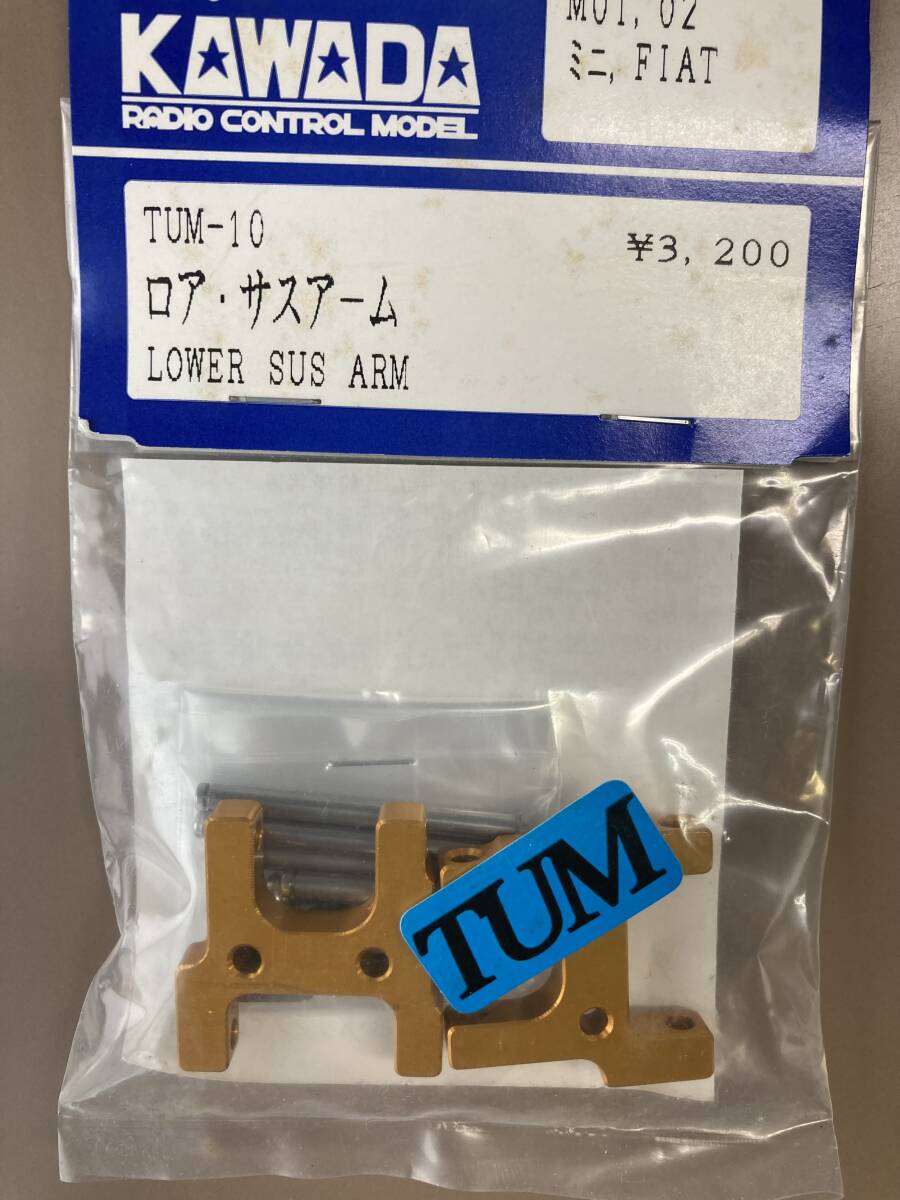 M01, 02
ミニ, FIAT
KAWADA
RADIO CONTROL MODEL
TUM-10
¥3, 200
ロア・サスアーム
LOWER SUS ARM
TUM